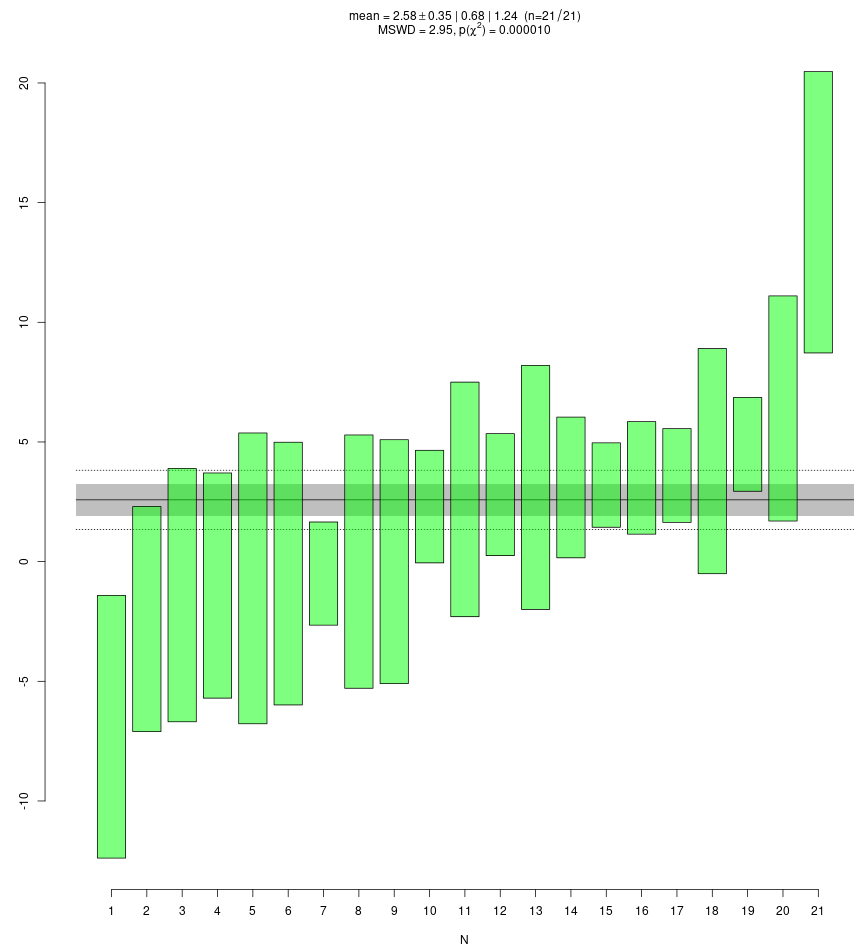 mean = 2.58±0.35 | 0.68 | 1.24 (n=21/21)
MSWD = 2.95, p(χ²) = 0.000010
20
15
10
5
0
-5
-10
1 2 3 4 5 6 7 8 9 10 11 12 13 14 15 16 17 18 19 20 21
N